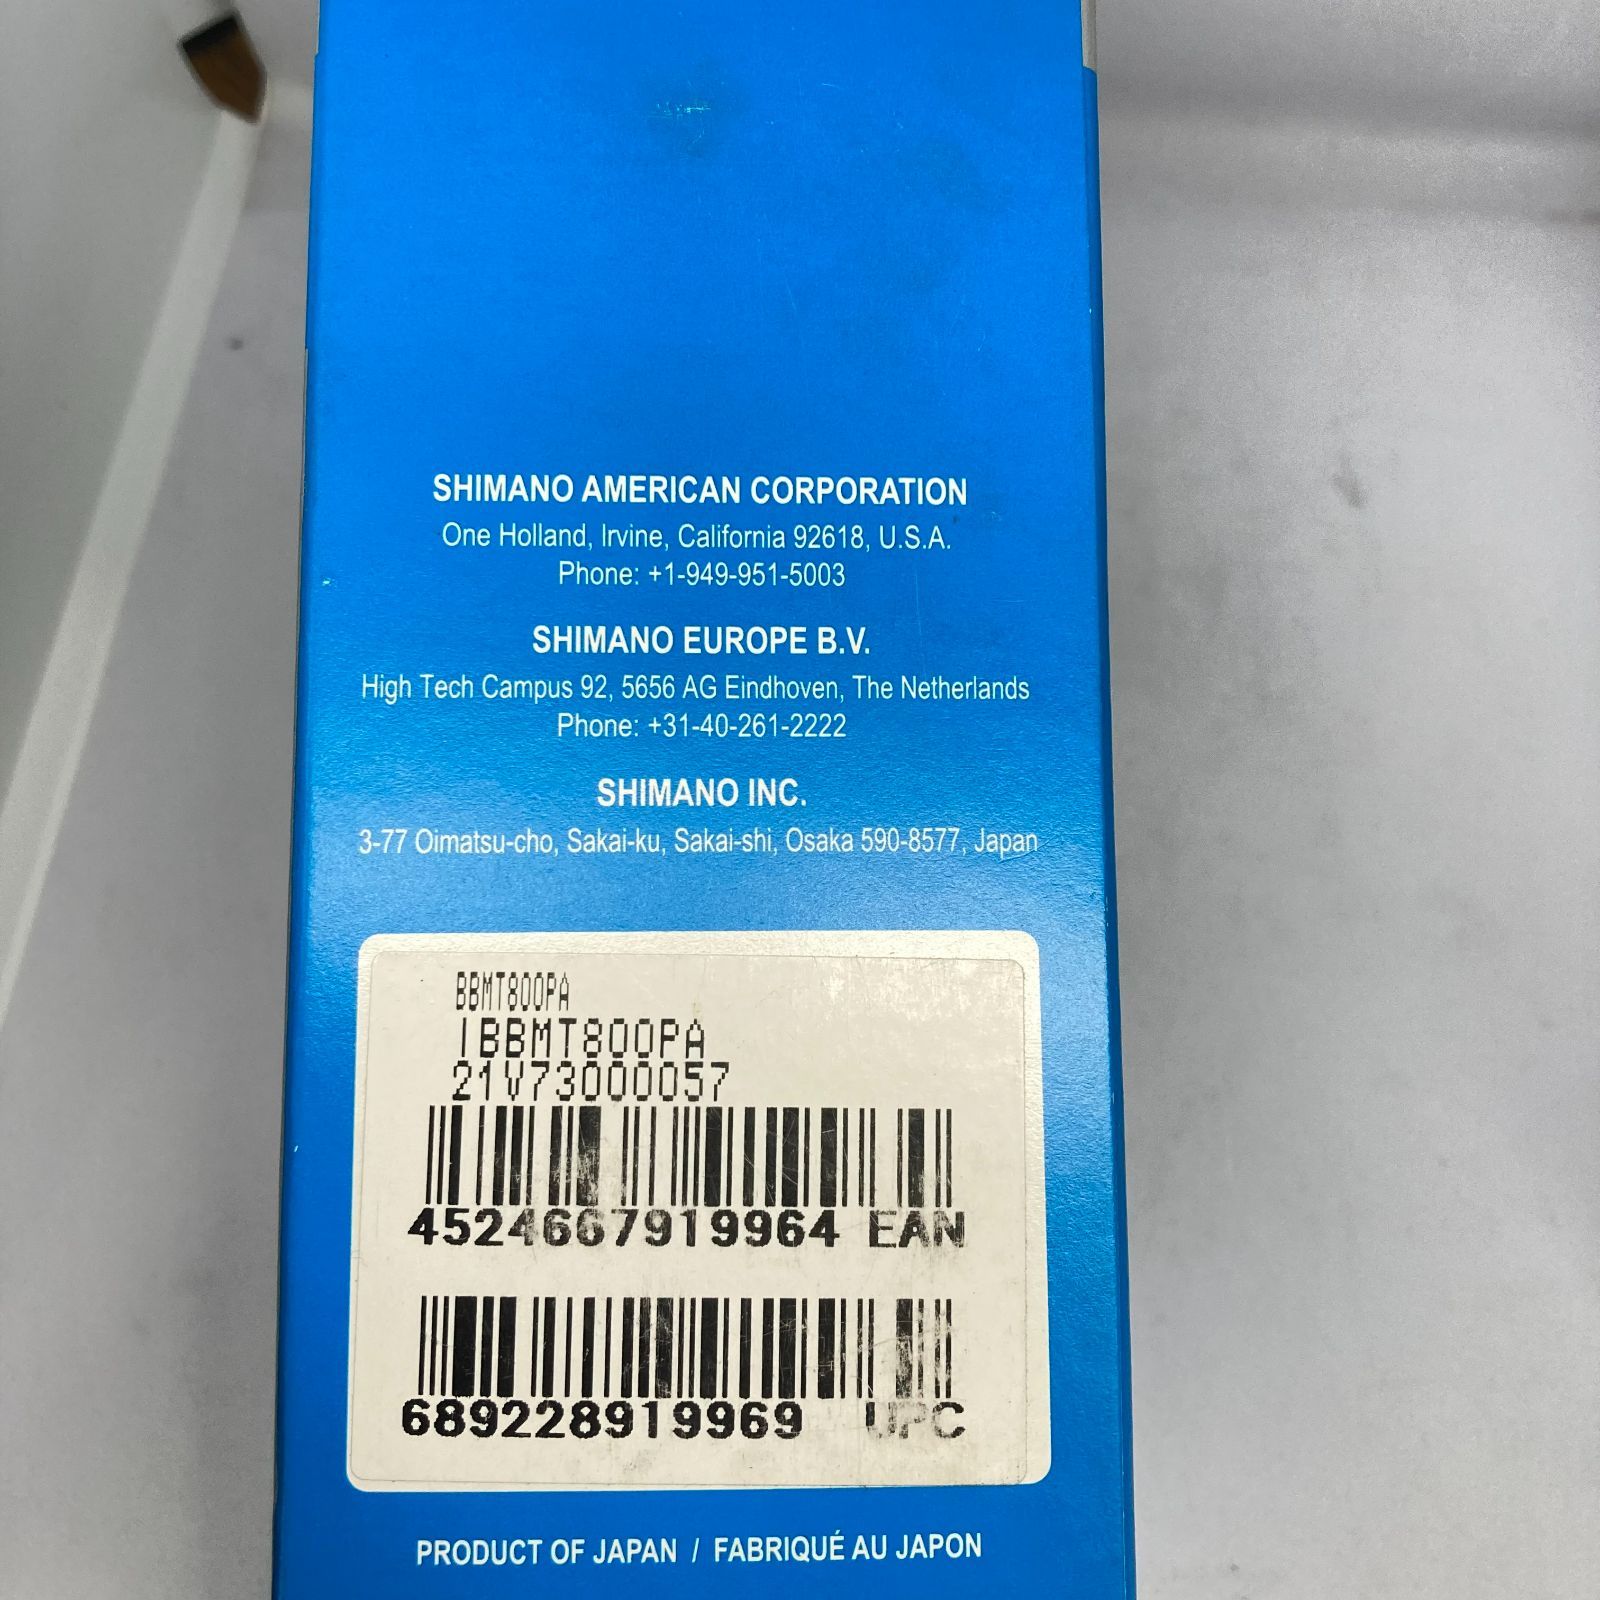 SHIMANO AMERICAN CORPORATION
One Holland, Irvine, California 92618, U.S.A.
Phone: +1-949-951-5003
SHIMANO EUROPE B.V.
High Tech Campus 92, 5656 AG Eindhoven, The Netherlands
Phone: +31-40-261-2222
SHIMANO INC.
3-77 Oimatsu-cho, Sakai-ku, Sakai-shi, Osaka 590-8577, Japan
BBMT800PA
IBBMT800PA
21V73000057
4524667919964 EAN
689228919969 UPC
PRODUCT OF JAPAN / FABRIQUÉ AU JAPON